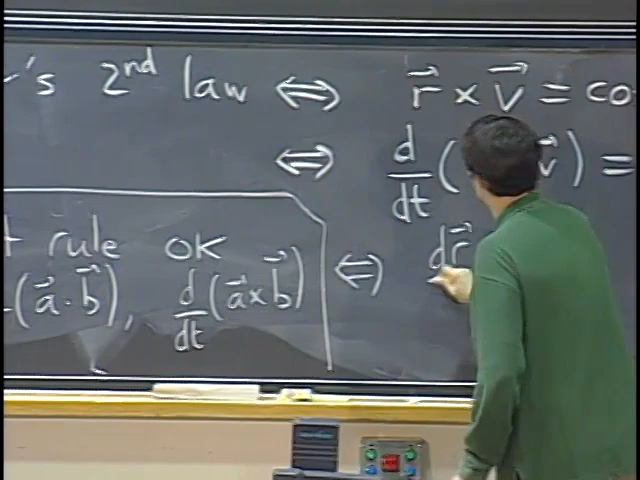 's 2nd law ⇔ r⃗ × v⃗ = co
⇔ d/dt ( v⃗ ) =
t rule OK
(a⃗ · b⃗), d/dt (a⃗ × b⃗) ⇔ dr⃗